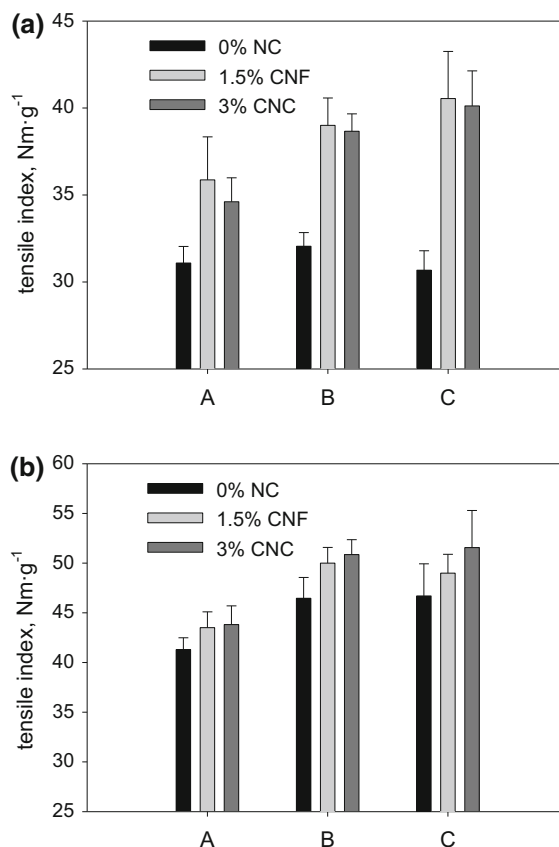 (a)
45
40
35
30
25
tensile index, Nm·g⁻¹
0% NC
1.5% CNF
3% CNC
A B C
(b)
60
55
50
45
40
35
30
25
tensile index, Nm·g⁻¹
0% NC
1.5% CNF
3% CNC
A B C